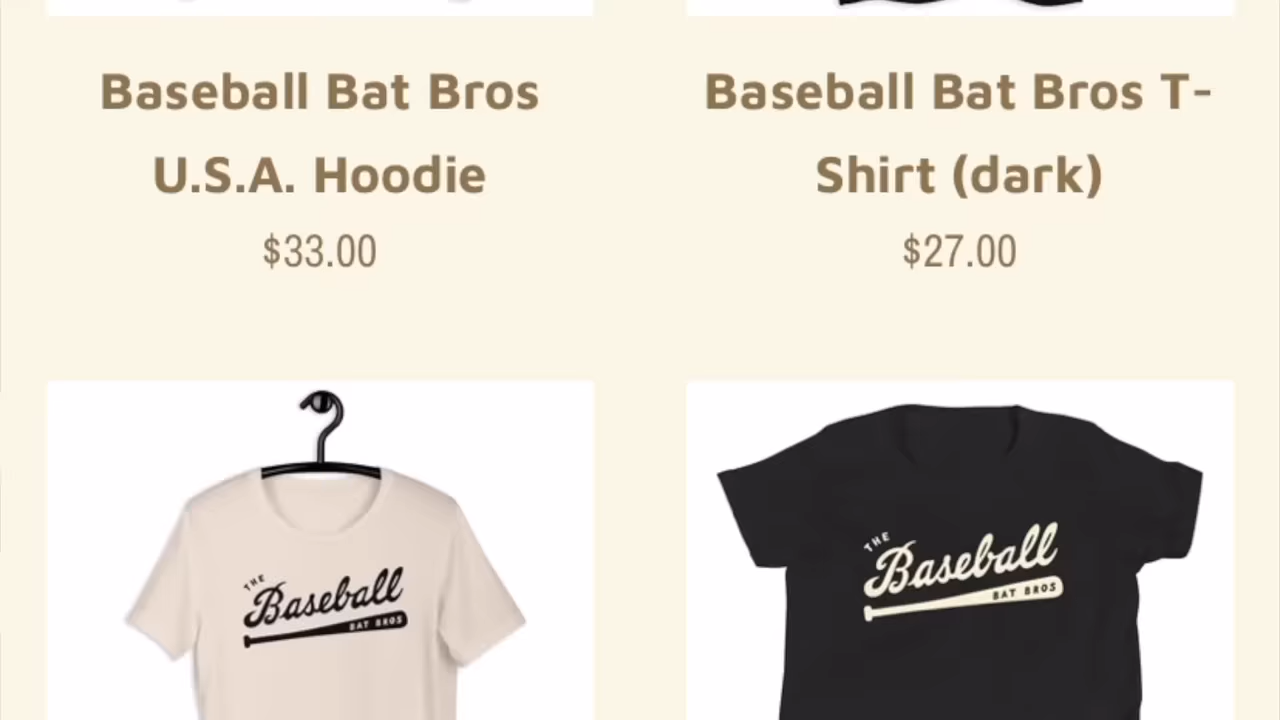 Baseball Bat Bros
U.S.A. Hoodie
$33.00
Baseball Bat Bros T-
Shirt (dark)
$27.00
THE
Baseball
BAT BROS
THE
Baseball
BAT BROS